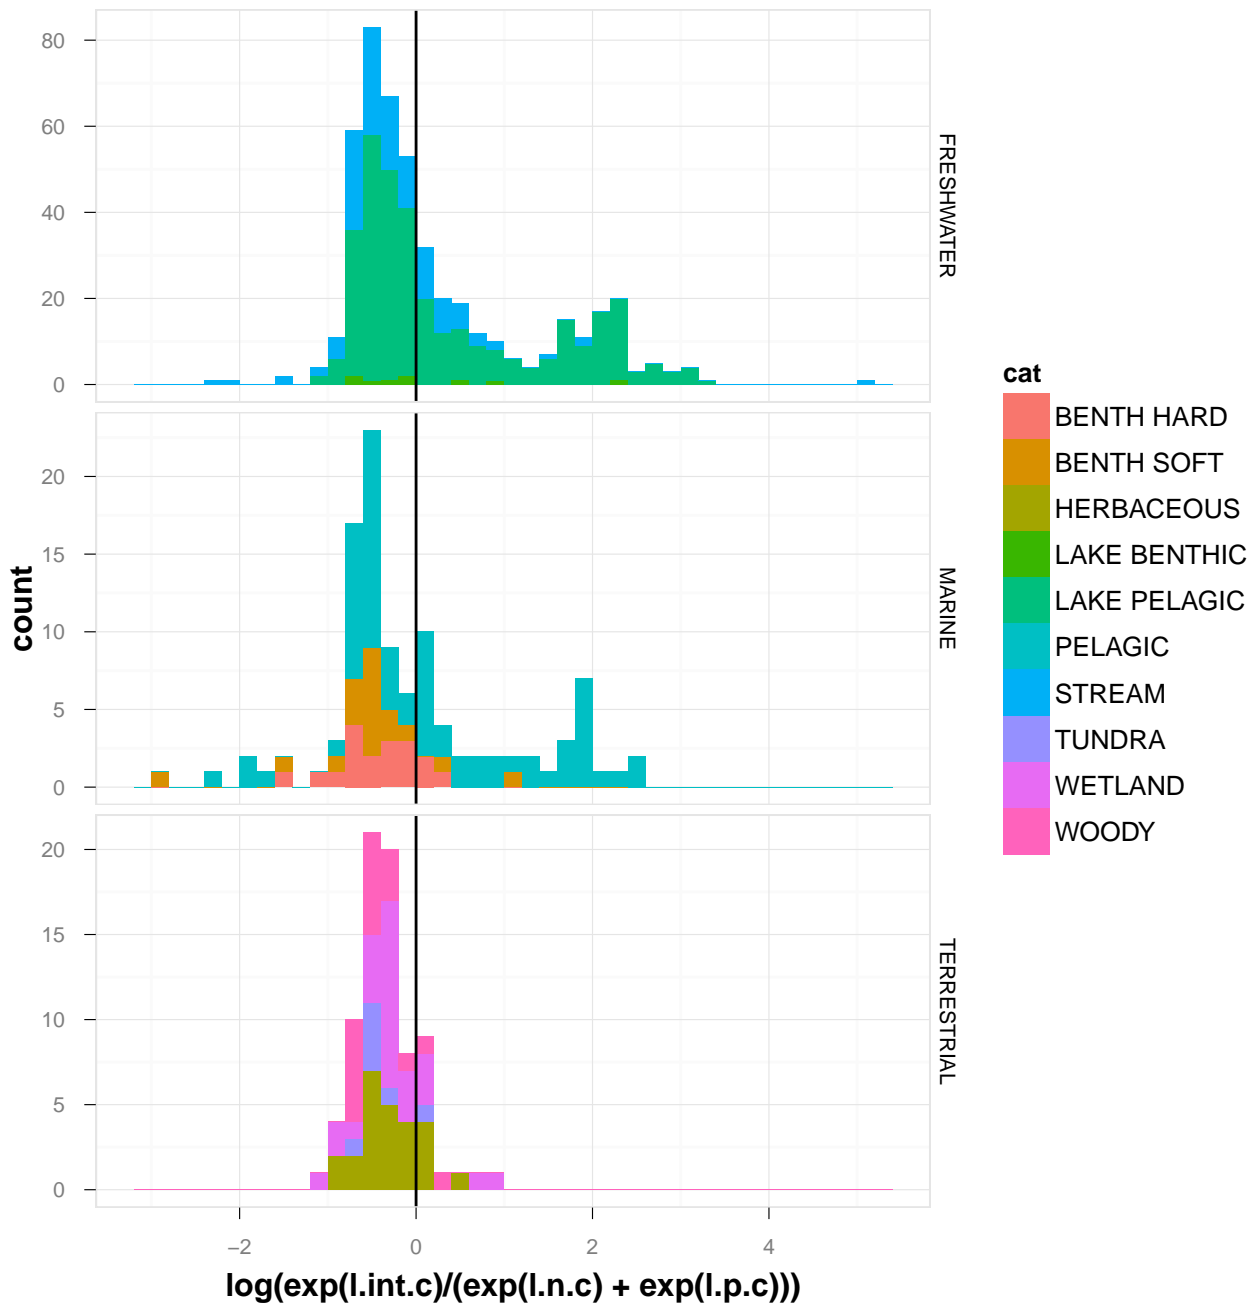 80
60
40
20
0
FRESHWATER
20
15
10
5
0
MARINE
20
15
10
5
0
TERRESTRIAL
count
−2
0
2
4
log(exp(l.int.c)/(exp(l.n.c) + exp(l.p.c)))
cat
BENTH HARD
BENTH SOFT
HERBACEOUS
LAKE BENTHIC
LAKE PELAGIC
PELAGIC
STREAM
TUNDRA
WETLAND
WOODY